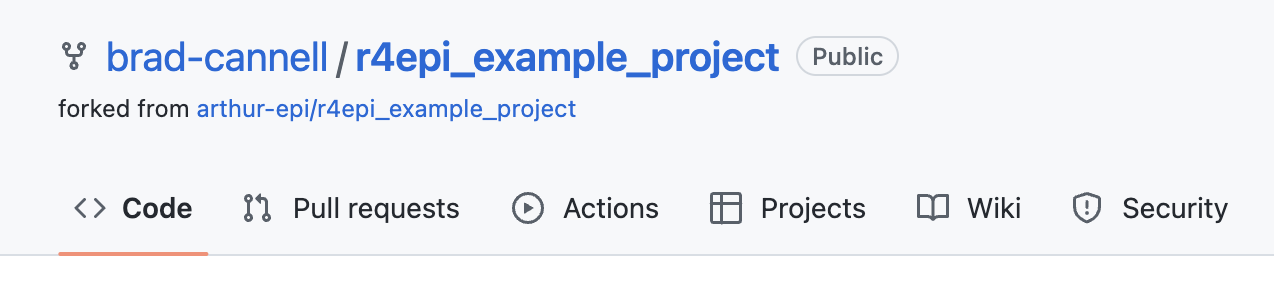 brad-cannell/r4epi_example_project Public
forked from arthur-epi/r4epi_example_project
Code Pull requests Actions Projects Wiki Security